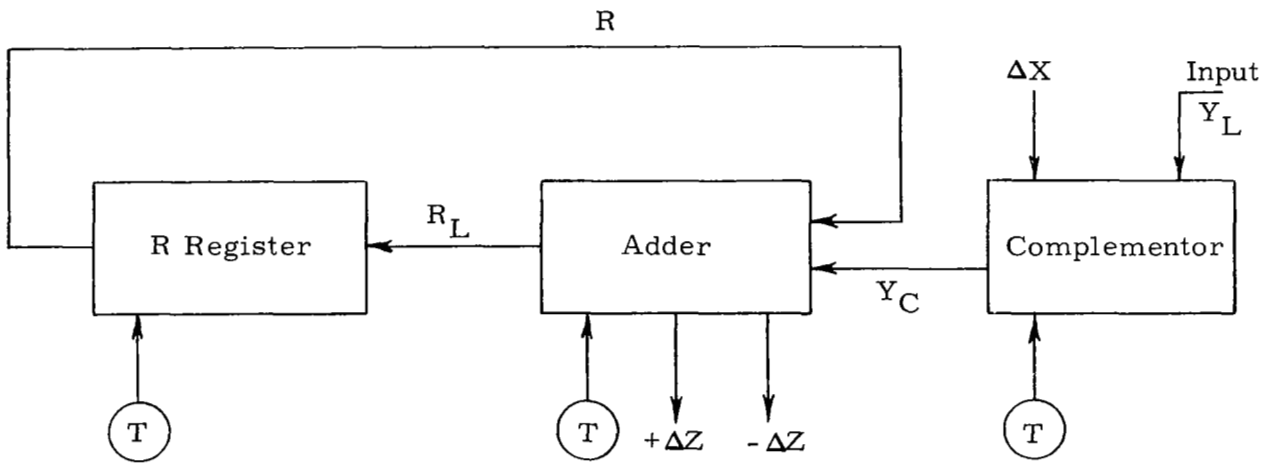 R
ΔX
Input
Y_L
R Register
R_L
Adder
Y_C
Complementor
T
T
+ΔZ
-ΔZ
T